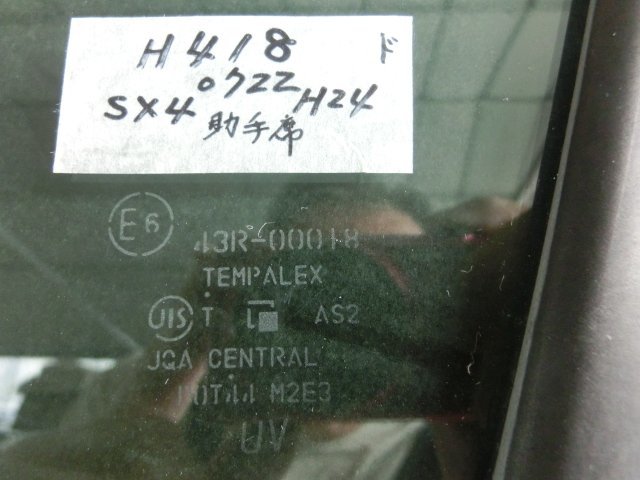 H418 ド
0722
SX4 H24
助手席
E6 43R-00018
TEMPALEX
JIS T AS2
JQA CENTRAL
M2E3
UV